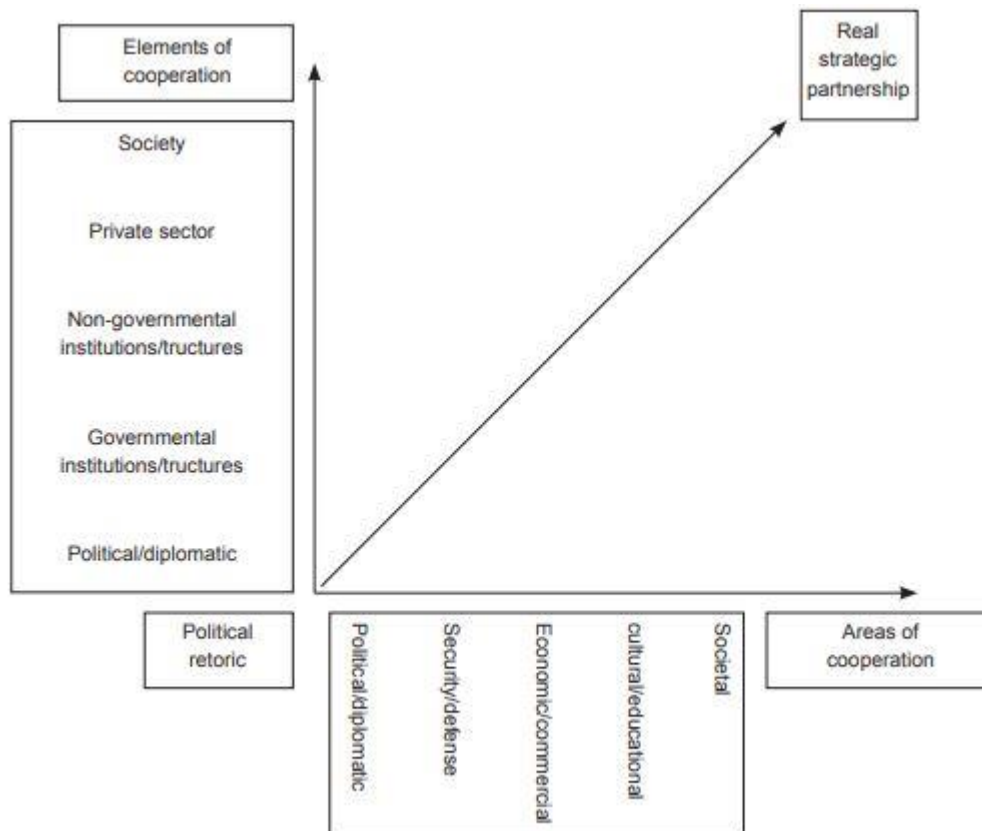 Elements of
cooperation
Real
strategic
partnership
Society
Private sector
Non-governmental
institutions/tructures
Governmental
institutions/tructures
Political/diplomatic
Political
retoric
Political/diplomatic
Security/defense
Economic/commercial
cultural/educational
Societal
Areas of
cooperation